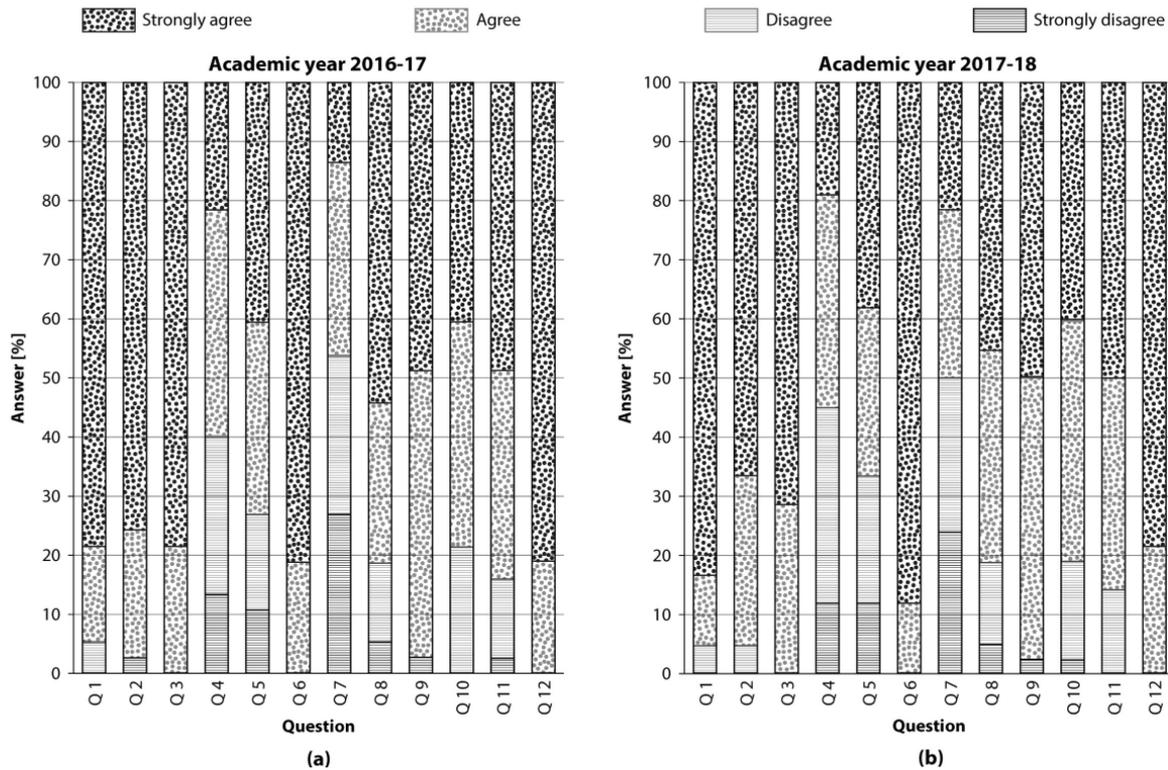 Strongly agree Agree Disagree Strongly disagree
Academic year 2016-17
100
90
80
70
60
50
40
30
20
10
0
Answer [%]
Q 1 Q 2 Q 3 Q 4 Q 5 Q 6 Q 7 Q 8 Q 9 Q 10 Q 11 Q 12
Question
(a)
Academic year 2017-18
100
90
80
70
60
50
40
30
20
10
0
Answer [%]
Q 1 Q 2 Q 3 Q 4 Q 5 Q 6 Q 7 Q 8 Q 9 Q 10 Q 11 Q 12
Question
(b)